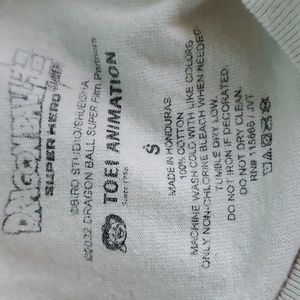 DRAGON BALL
SUPER HERO
©BIRD STUDIO/SHUEISHA
©2022 DRAGON BALL SUPER Film Partners
TOEI ANIMATION
S
MADE IN HONDURAS
100% COTTON
MACHINE WASH COLD WITH LIKE COLORS.
ONLY NON-CHLORINE BLEACH WHEN NEEDED.
TUMBLE DRY LOW.
DO NOT IRON IF DECORATED.
DO NOT DRY CLEAN.